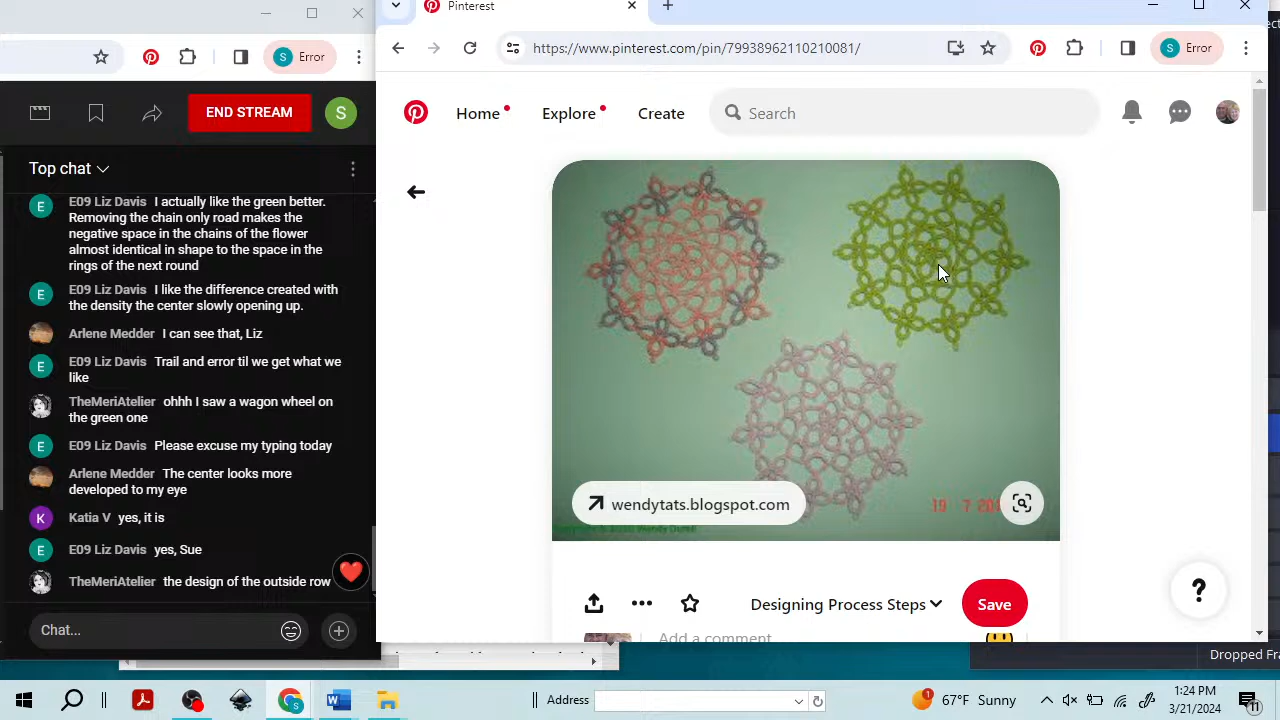 Pinterest
https://www.pinterest.com/pin/799389621102100087/
S Error
S Error
Home
Explore
Create
Search
END STREAM
S
Top chat
E E09 Liz Davis I actually like the green better.
Removing the chain only road makes the
negative space in the chains of the flower
almost identical in shape to the space in the
rings of the next round
E E09 Liz Davis I like the difference created with
the density the center slowly opening up.
Arlene Medder I can see that, Liz
E E09 Liz Davis Trail and error til we get what we
like
TheMeriAtelier ohhh I saw a wagon wheel on
the green one
E E09 Liz Davis Please excuse my typing today
Arlene Medder The center looks more
developed to my eye
K Katia V yes, it is
E E09 Liz Davis yes, Sue
TheMeriAtelier the design of the outside row
Chat...
wendytats.blogspot.com
19 7
Designing Process Steps
Save
Add a comment
?
Dropped Fra
Address
1 67°F Sunny
1:24 PM
3/21/2024
11